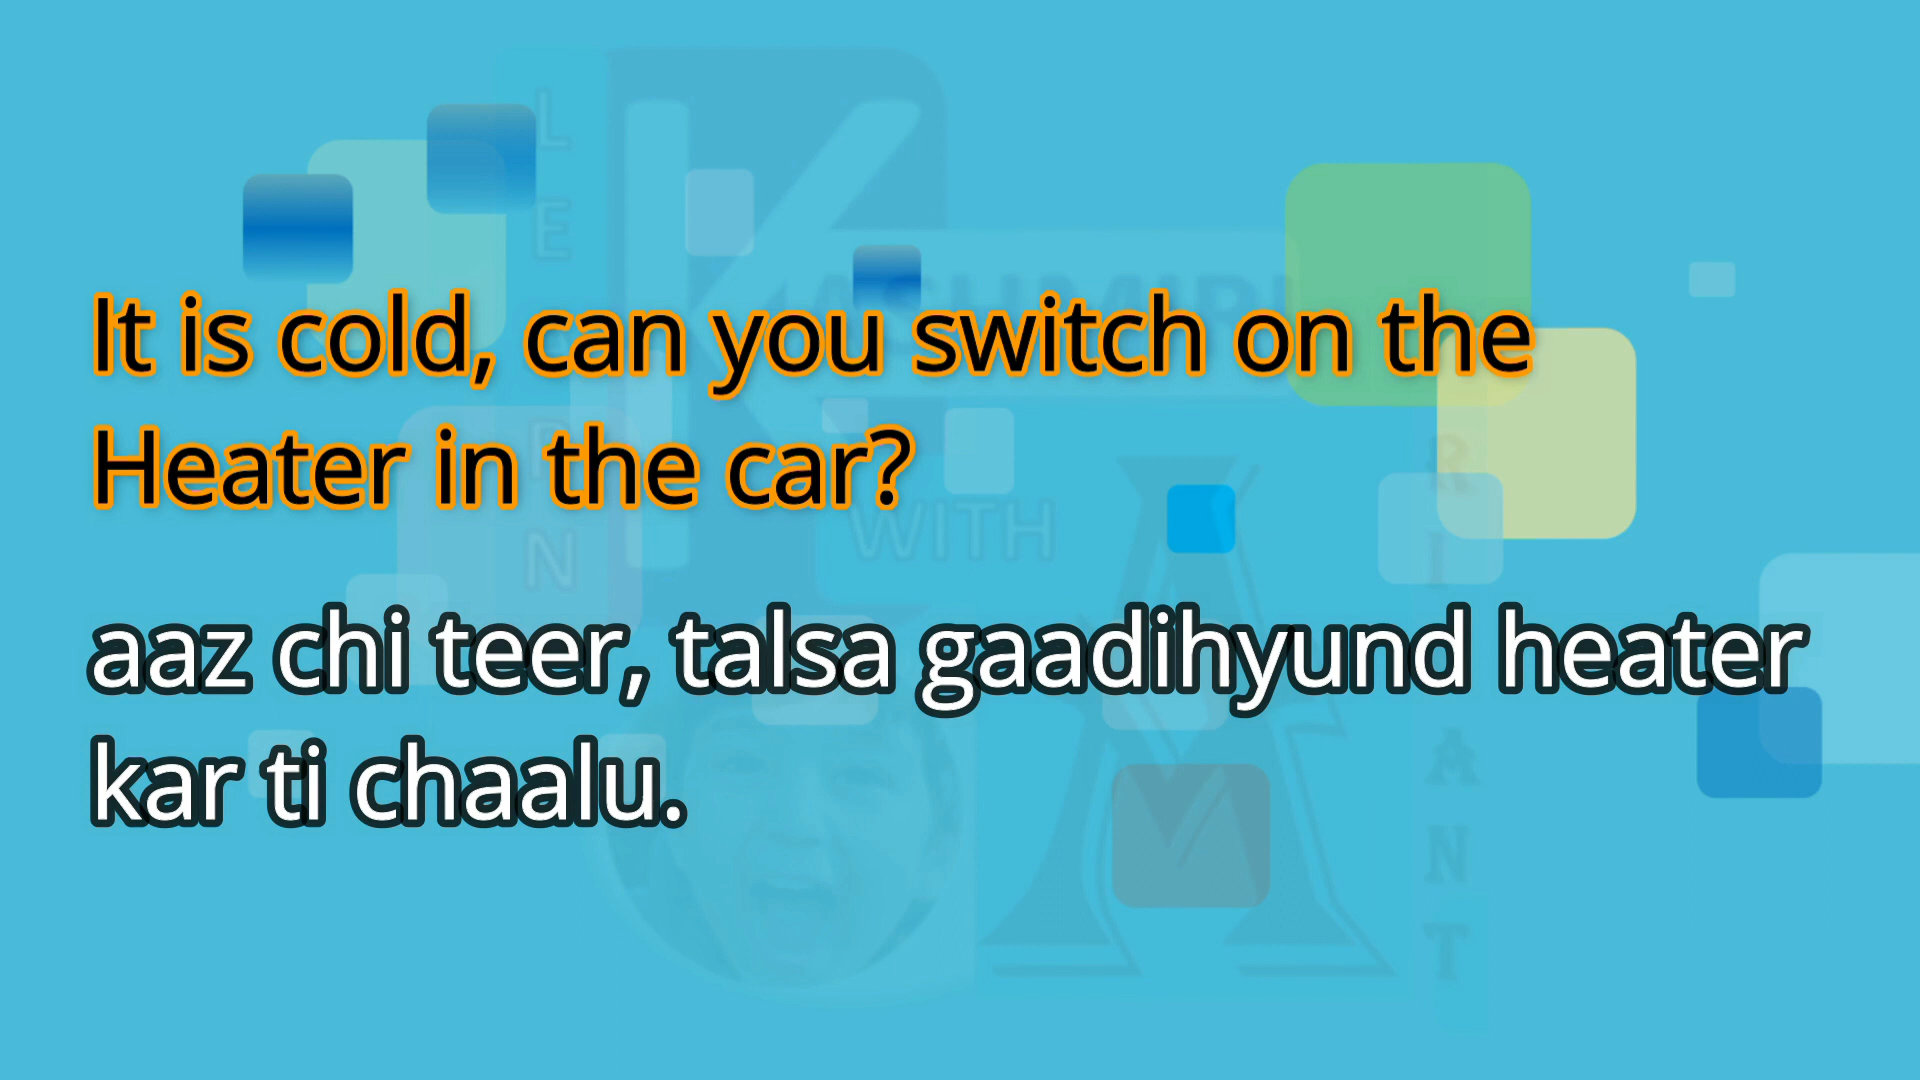 It is cold, can you switch on the
Heater in the car?
aaz chi teer, talsa gaadihyund heater
kar ti chaalu.
WITH